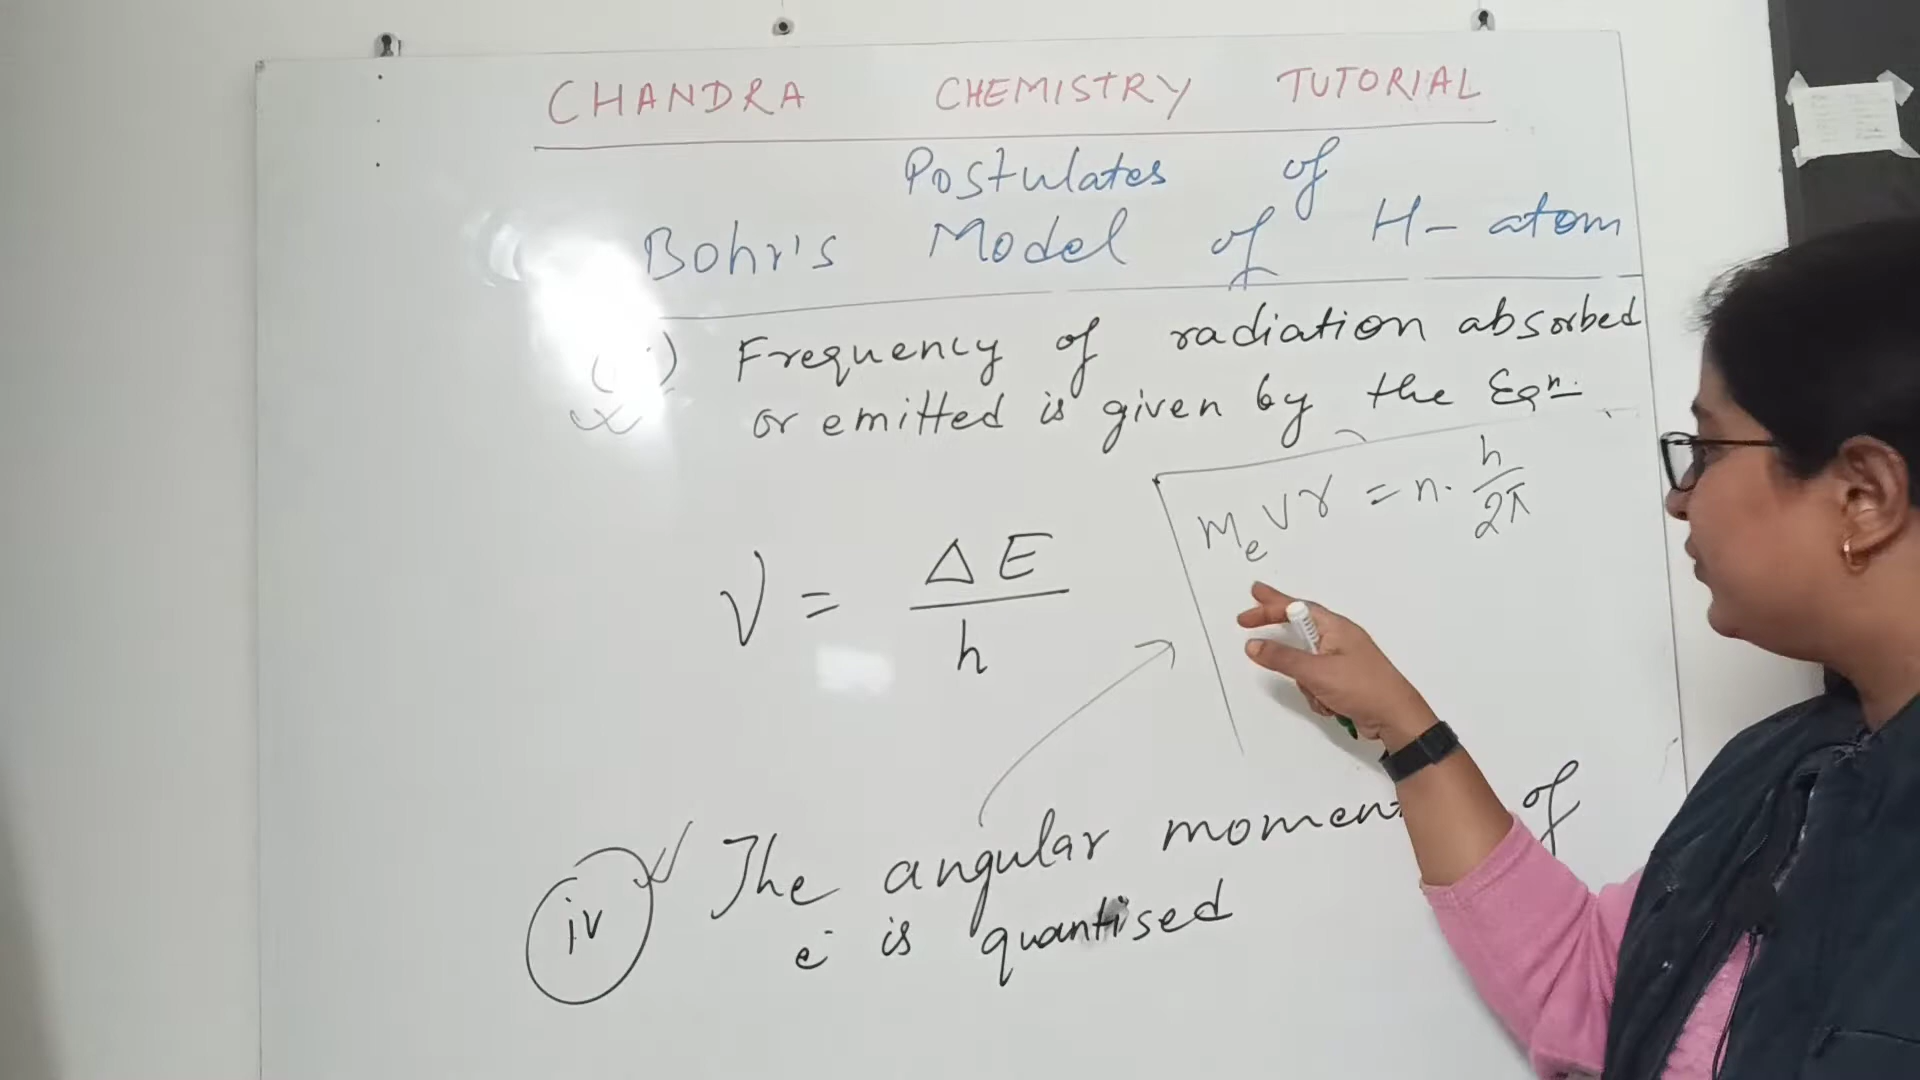 CHANDRA CHEMISTRY TUTORIAL
Postulates of
Bohr's Model of H-atom
Frequency of radiation absorbed
or emitted is given by the Eqn.
mₑvr = n. h/2π
ν = ΔE/h
iv The angular momen of
e⁻ is quantised